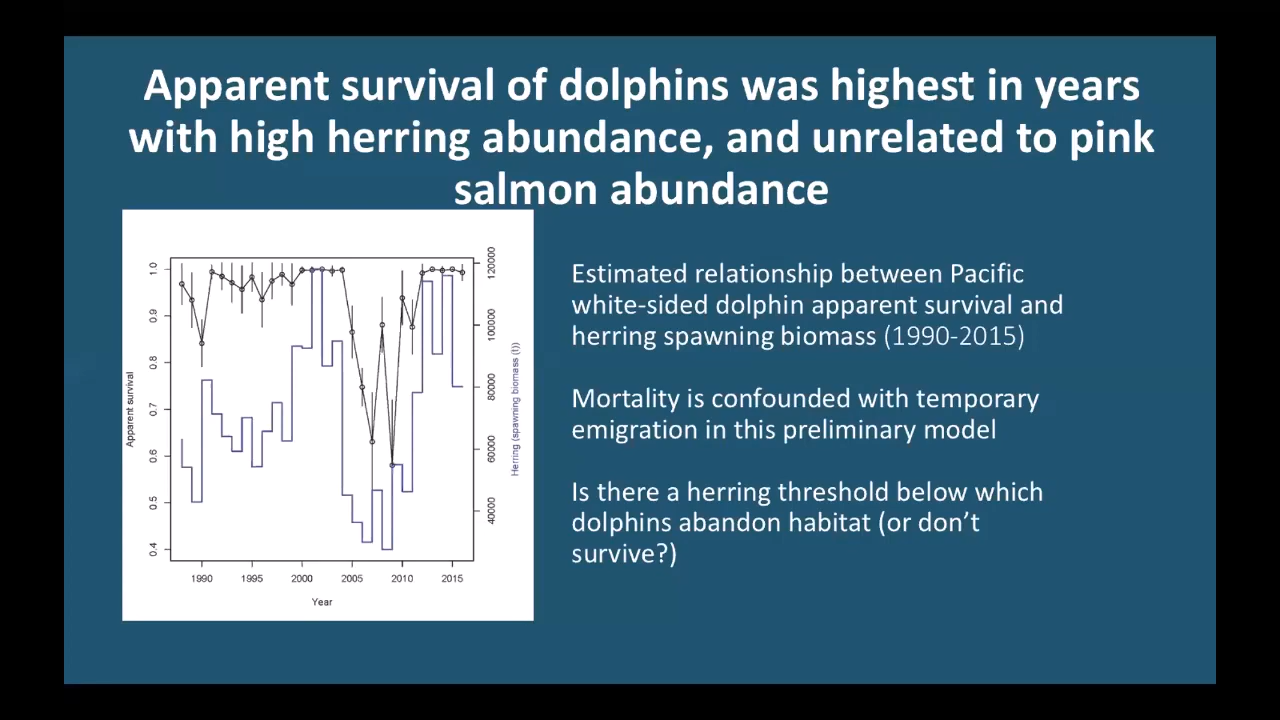 Apparent survival of dolphins was highest in years
with high herring abundance, and unrelated to pink
salmon abundance
Estimated relationship between Pacific
white-sided dolphin apparent survival and
herring spawning biomass (1990-2015)
Mortality is confounded with temporary
emigration in this preliminary model
Is there a herring threshold below which
dolphins abandon habitat (or don’t
survive?)
Apparent survival
1.0
0.9
0.8
0.7
0.6
0.5
0.4
1990 1995 2000 2005 2010 2015
Year
120000
100000
80000
60000
40000
Herring (spawning biomass (t))